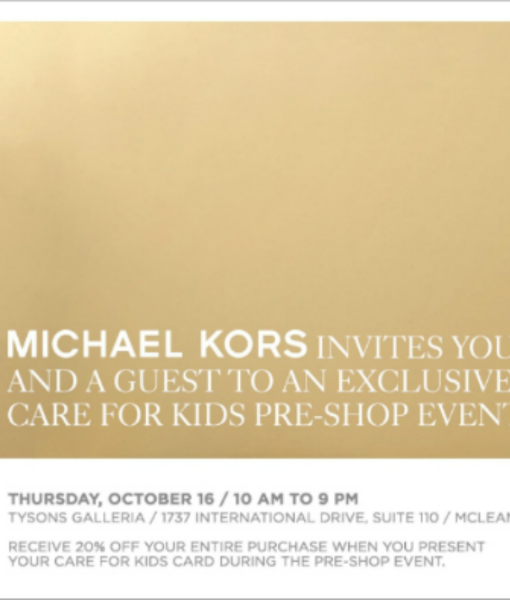 MICHAEL KORS INVITES YOU
AND A GUEST TO AN EXCLUSIVE
CARE FOR KIDS PRE-SHOP EVENT
THURSDAY, OCTOBER 16 / 10 AM TO 9 PM
TYSONS GALLERIA / 1737 INTERNATIONAL DRIVE, SUITE 110 / MCLEAN
RECEIVE 20% OFF YOUR ENTIRE PURCHASE WHEN YOU PRESENT
YOUR CARE FOR KIDS CARD DURING THE PRE-SHOP EVENT.